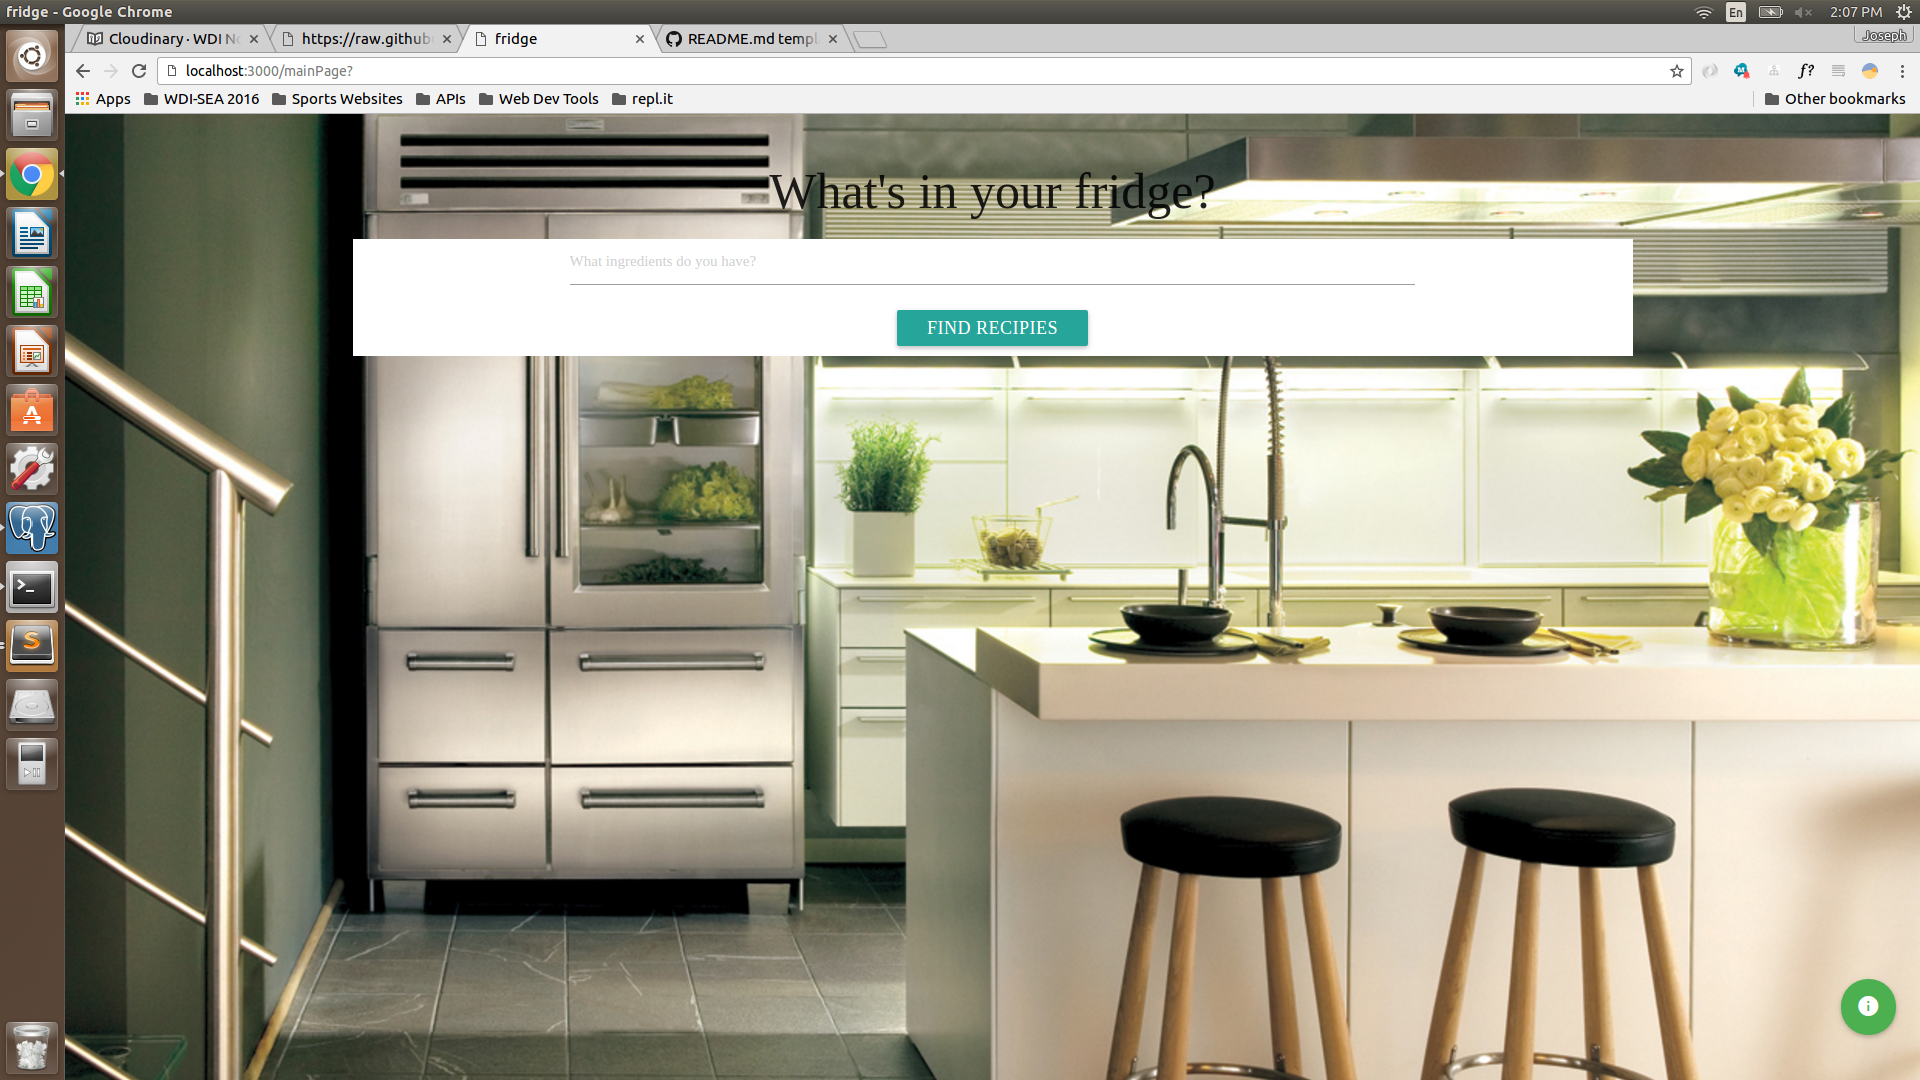 fridge - Google Chrome
En
2:07 PM
Cloudinary · WDI N
https://raw.github
fridge
README.md templ
Joseph
localhost:3000/mainPage?
f?
Apps
WDI-SEA 2016
Sports Websites
APIs
Web Dev Tools
repl.it
Other bookmarks
What's in your fridge?
What ingredients do you have?
FIND RECIPIES